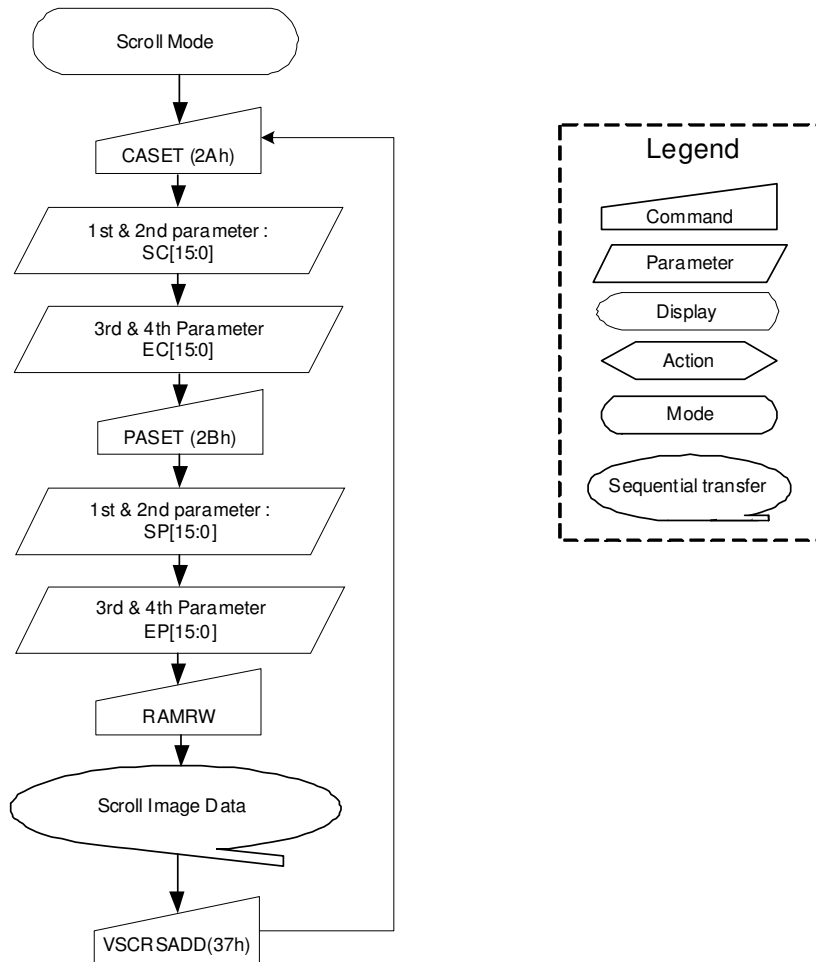 Scroll Mode
CASET (2Ah)
1st & 2nd parameter :
SC[15:0]
3rd & 4th Parameter
EC[15:0]
PASET (2Bh)
1st & 2nd parameter :
SP[15:0]
3rd & 4th Parameter
EP[15:0]
RAMRW
Scroll Image Data
VSCRSADD(37h)
Legend
Command
Parameter
Display
Action
Mode
Sequential transfer